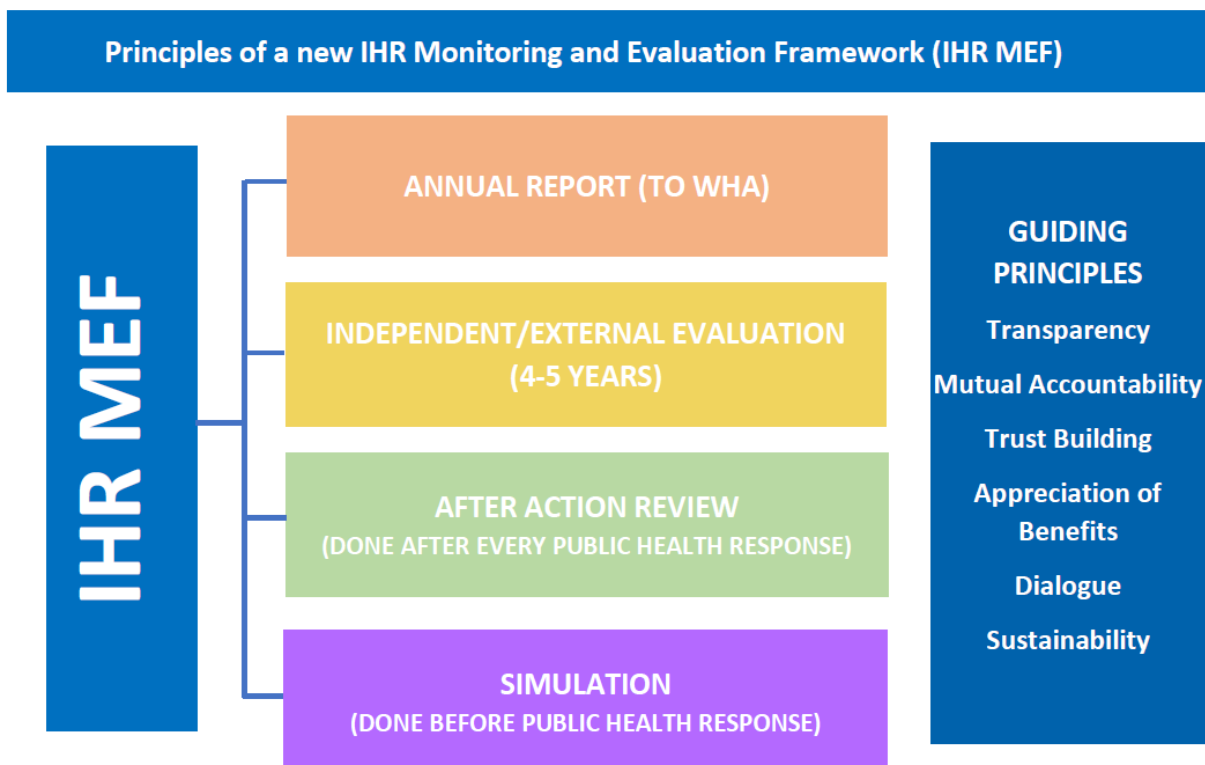 Principles of a new IHR Monitoring and Evaluation Framework (IHR MEF)
IHR MEF
ANNUAL REPORT (TO WHA)
INDEPENDENT/EXTERNAL EVALUATION
(4-5 YEARS)
AFTER ACTION REVIEW
(DONE AFTER EVERY PUBLIC HEALTH RESPONSE)
SIMULATION
(DONE BEFORE PUBLIC HEALTH RESPONSE)
GUIDING
PRINCIPLES
Transparency
Mutual Accountability
Trust Building
Appreciation of
Benefits
Dialogue
Sustainability